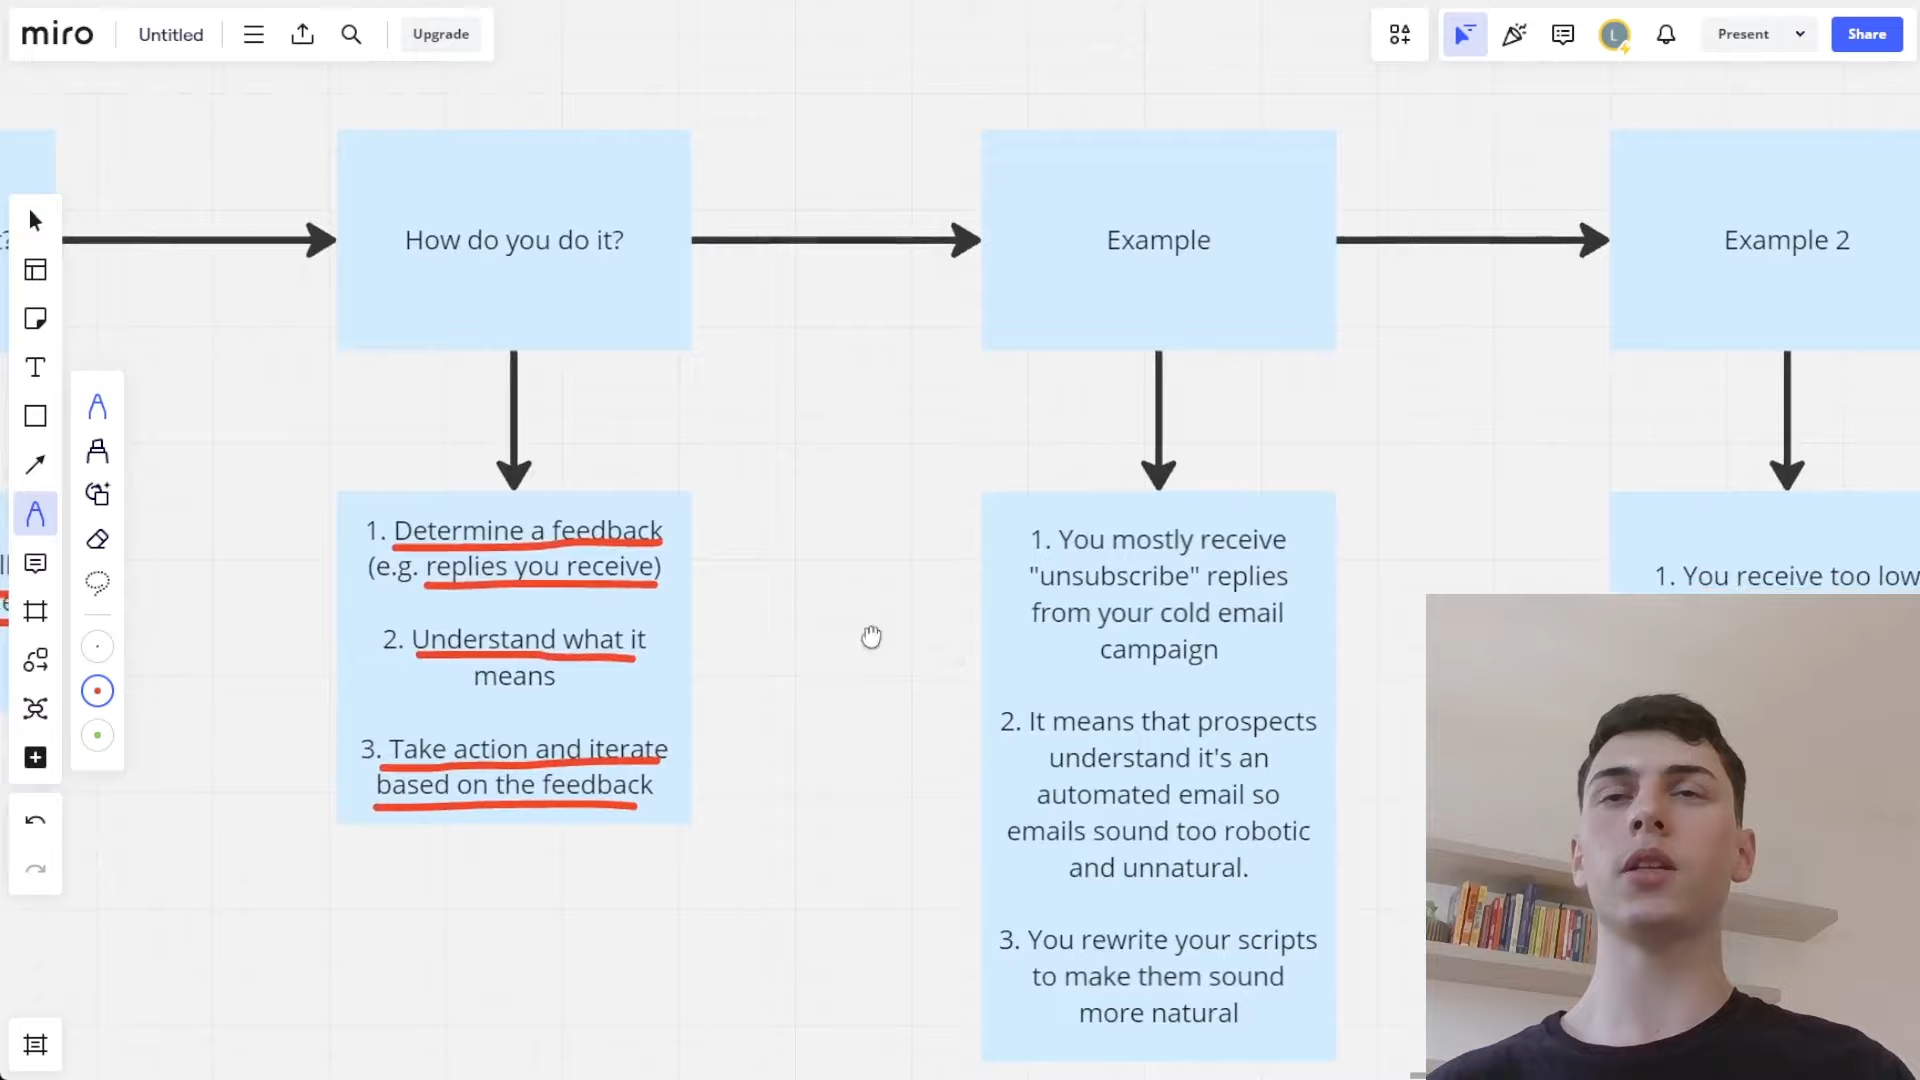 miro
Untitled
Upgrade
L
Present
Share
How do you do it?
Example
Example 2
1. Determine a feedback
(e.g. replies you receive)
2. Understand what it
means
3. Take action and iterate
based on the feedback
1. You mostly receive
"unsubscribe" replies
from your cold email
campaign
2. It means that prospects
understand it's an
automated email so
emails sound too robotic
and unnatural.
3. You rewrite your scripts
to make them sound
more natural
1. You receive too low